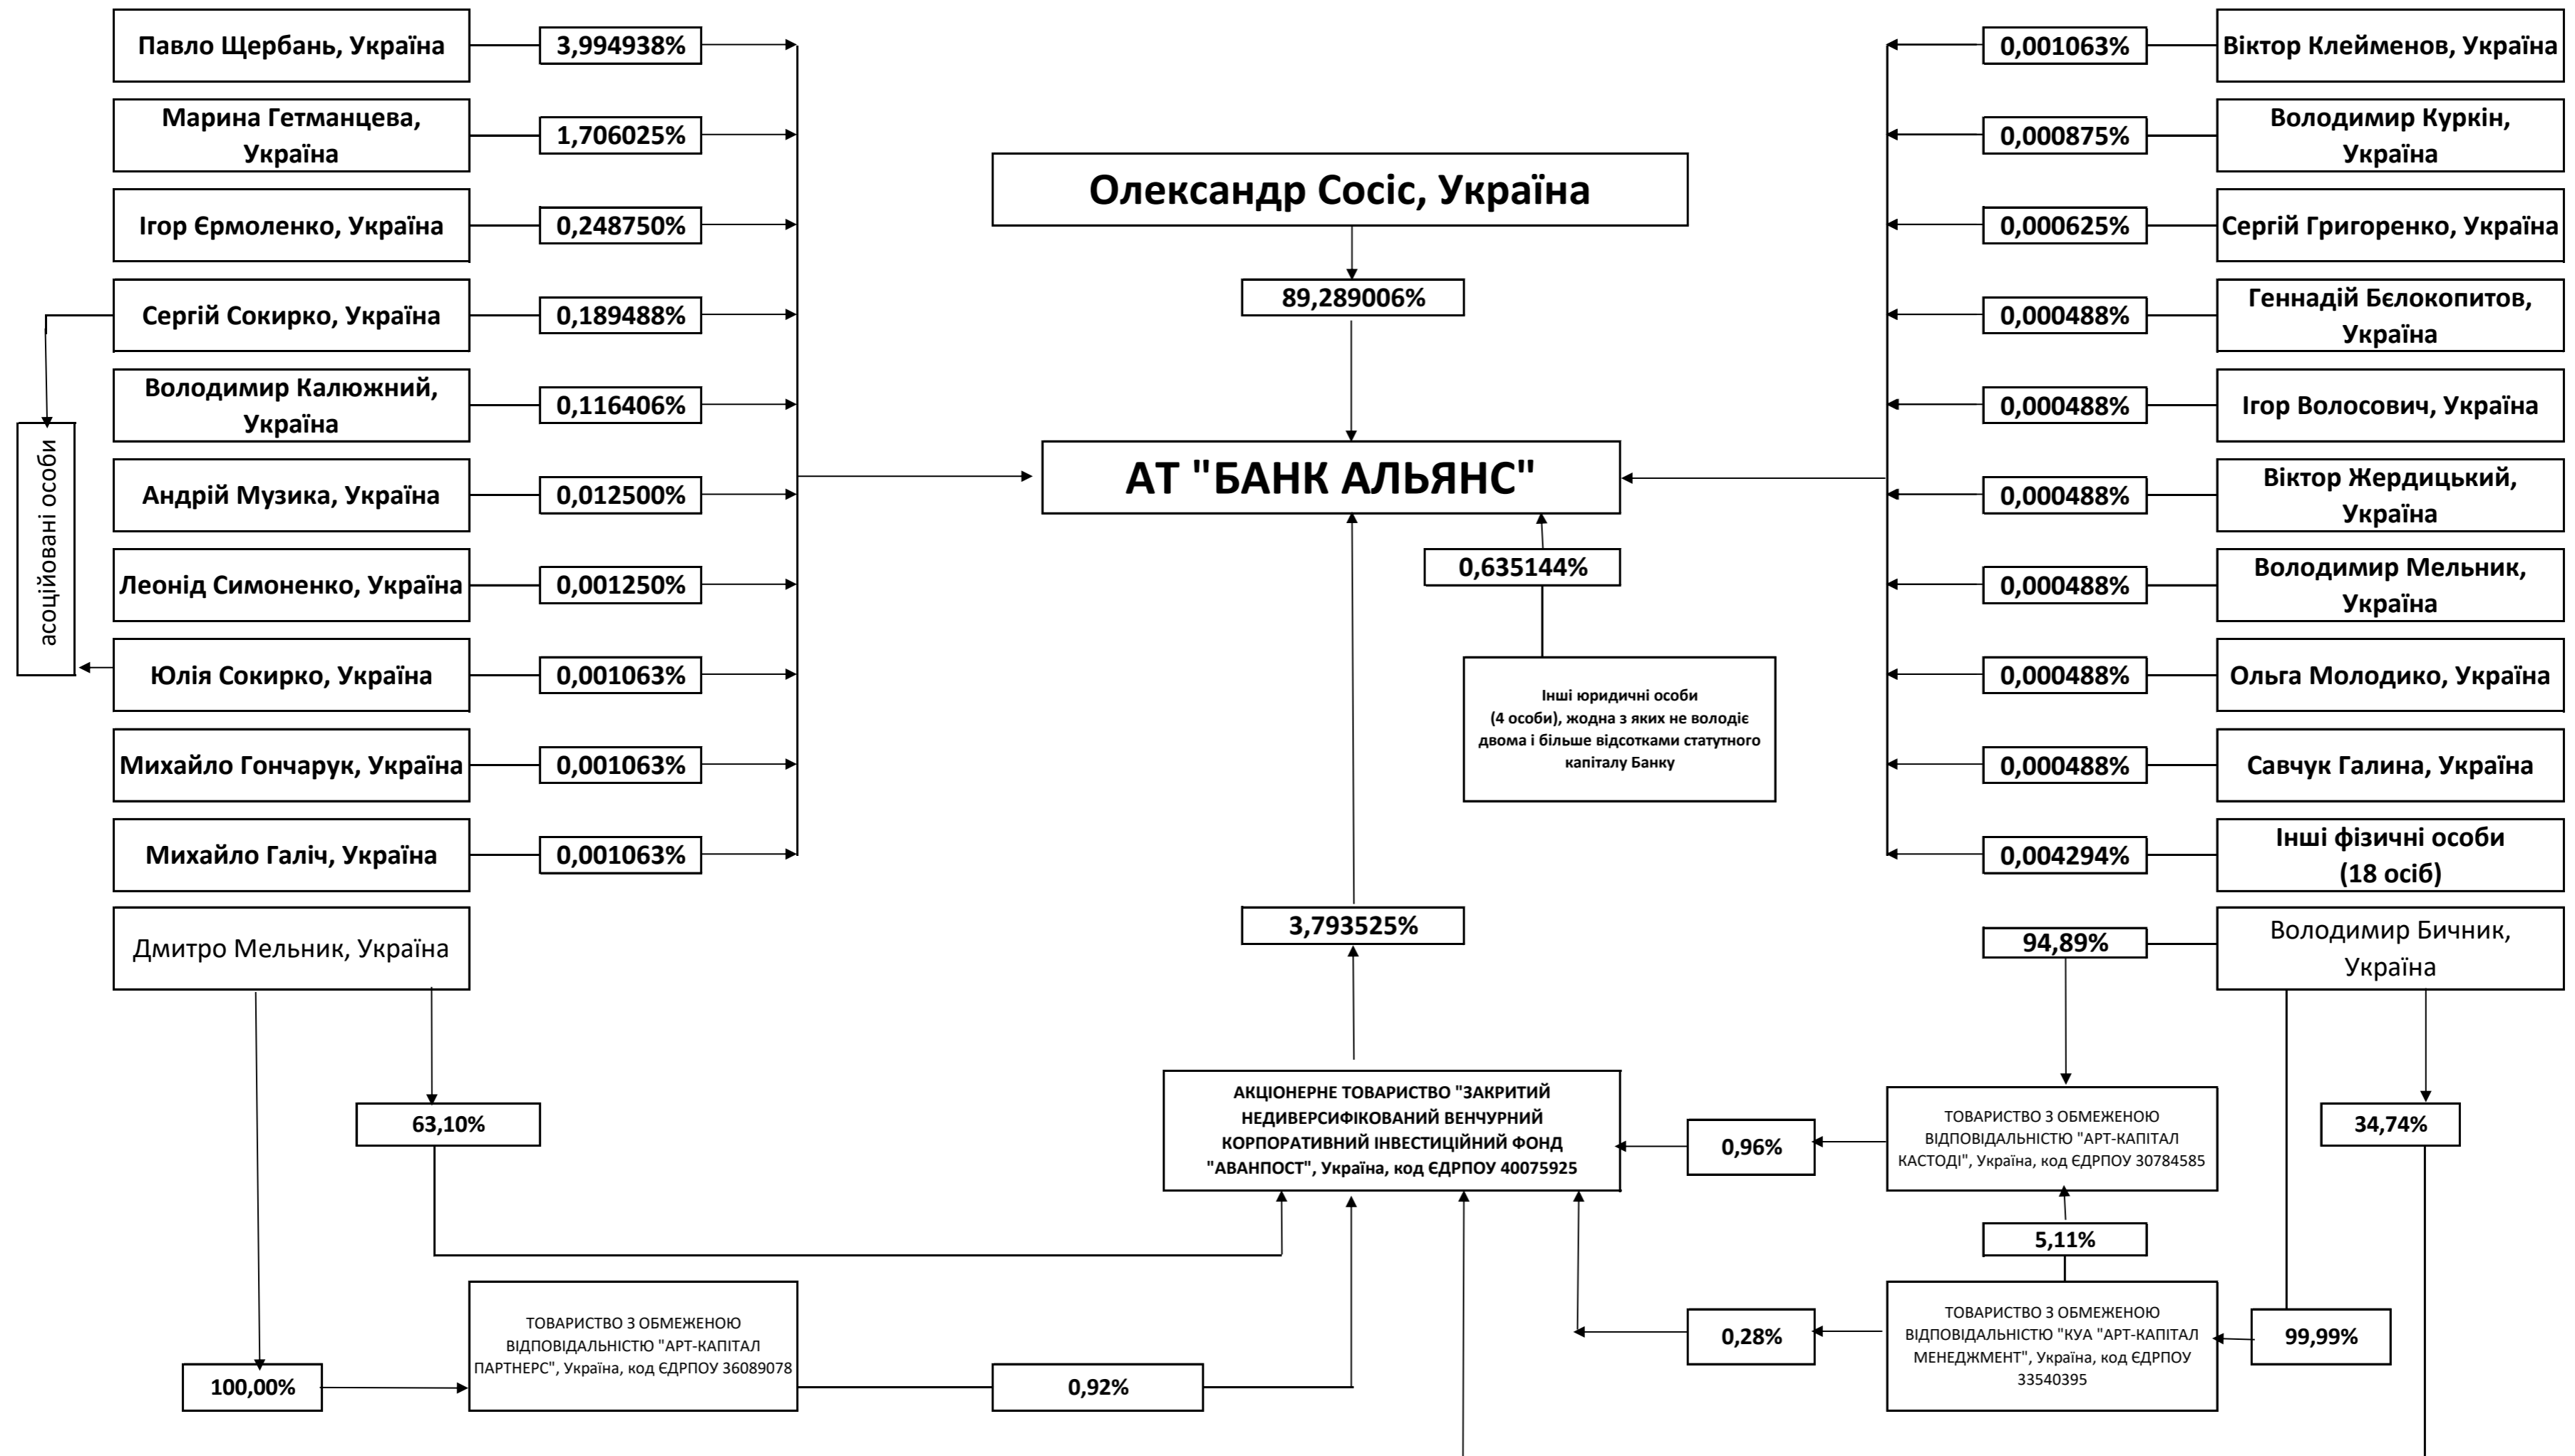 Павло Щербань, Україна
3,994938%
Марина Гетманцева,
Україна
1,706025%
Ігор Єрмоленко, Україна
0,248750%
Сергій Сокирко, Україна
0,189488%
Володимир Калюжний,
Україна
0,116406%
Андрій Музика, Україна
0,012500%
Леонід Симоненко, Україна
0,001250%
Юлія Сокирко, Україна
0,001063%
Михайло Гончарук, Україна
0,001063%
Михайло Галіч, Україна
0,001063%
асоційовані особи
Олександр Сосіс, Україна
89,289006%
АТ "БАНК АЛЬЯНС"
0,635144%
Інші юридичні особи
(4 особи), жодна з яких не володіє
двома і більше відсотками статутного
капіталу Банку
3,793525%
0,001063%
Віктор Клейменов, Україна
0,000875%
Володимир Куркін,
Україна
0,000625%
Сергій Григоренко, Україна
0,000488%
Геннадій Бєлокопитов,
Україна
0,000488%
Ігор Волосович, Україна
0,000488%
Віктор Жердицький,
Україна
0,000488%
Володимир Мельник,
Україна
0,000488%
Ольга Молодико, Україна
0,000488%
Савчук Галина, Україна
0,004294%
Інші фізичні особи
(18 осіб)
Дмитро Мельник, Україна
63,10%
100,00%
ТОВАРИСТВО З ОБМЕЖЕНОЮ
ВІДПОВІДАЛЬНІСТЮ "АРТ-КАПІТАЛ
ПАРТНЕРС", Україна, код ЄДРПОУ 36089078
0,92%
АКЦІОНЕРНЕ ТОВАРИСТВО "ЗАКРИТИЙ
НЕДИВЕРСИФІКОВАНИЙ ВЕНЧУРНИЙ
КОРПОРАТИВНИЙ ІНВЕСТИЦІЙНИЙ ФОНД
"АВАНПОСТ", Україна, код ЄДРПОУ 40075925
94,89%
Володимир Бичник,
Україна
0,96%
ТОВАРИСТВО З ОБМЕЖЕНОЮ
ВІДПОВІДАЛЬНІСТЮ "АРТ-КАПІТАЛ
КАСТОДІ", Україна, код ЄДРПОУ 30784585
34,74%
5,11%
0,28%
ТОВАРИСТВО З ОБМЕЖЕНОЮ
ВІДПОВІДАЛЬНІСТЮ "КУА "АРТ-КАПІТАЛ
МЕНЕДЖМЕНТ", Україна, код ЄДРПОУ
33540395
99,99%